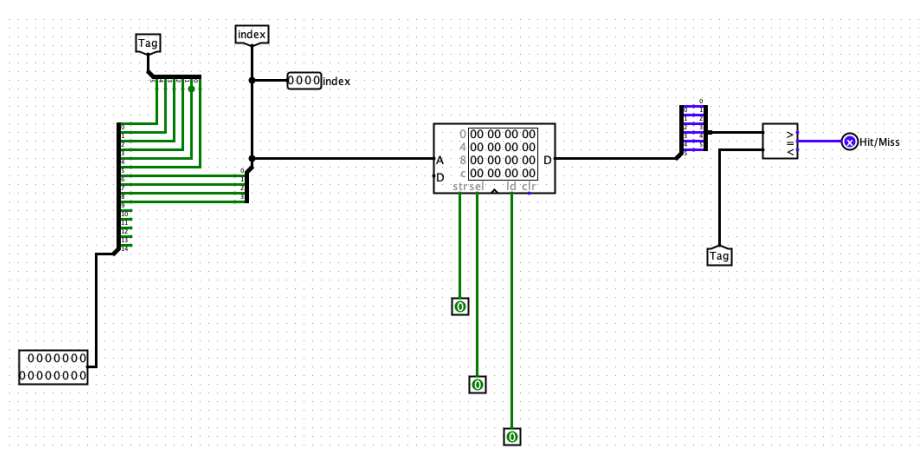 Tag
index
0000 index
0 00 00 00 00
4 00 00 00 00
8 00 00 00 00
c 00 00 00 00
A
D
D
str sel ld clr
>
=
<
x Hit/Miss
Tag
0
0
0
0000000
00000000